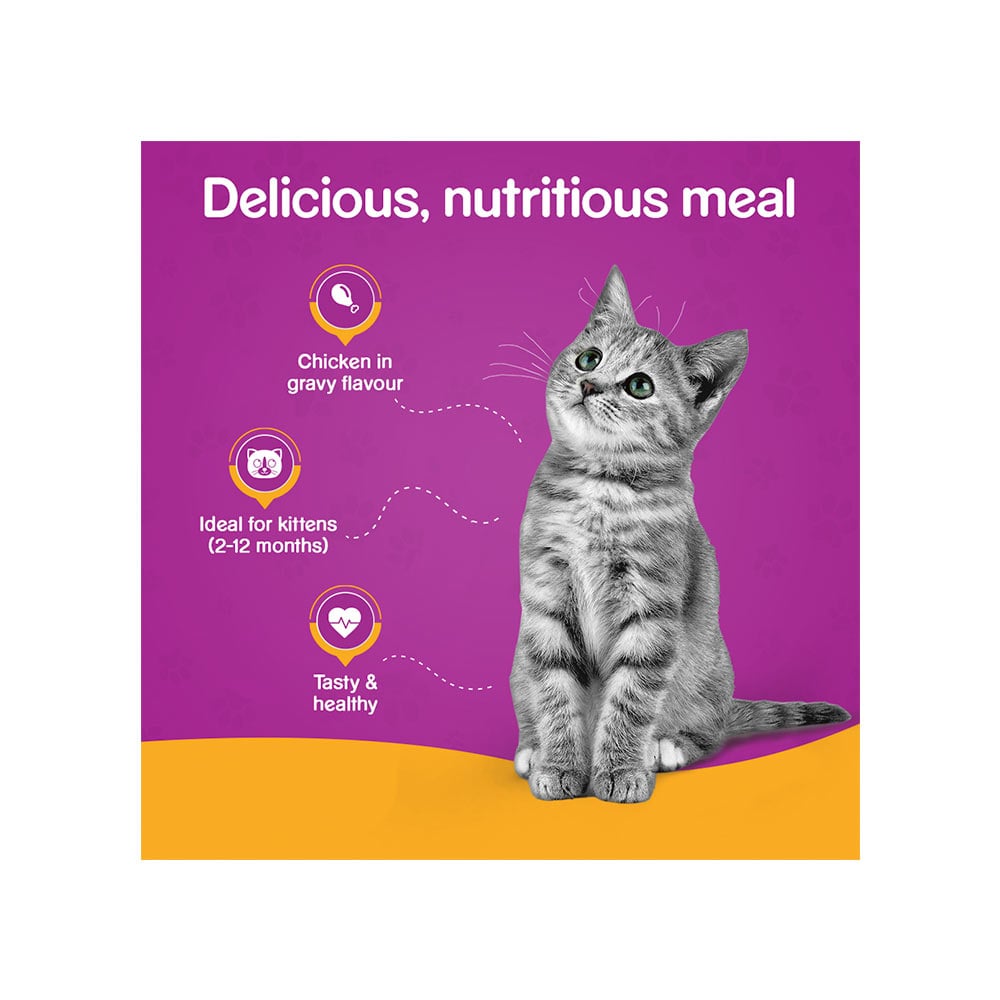 Delicious, nutritious meal
Chicken in
gravy flavour
Ideal for kittens
(2-12 months)
Tasty &
healthy